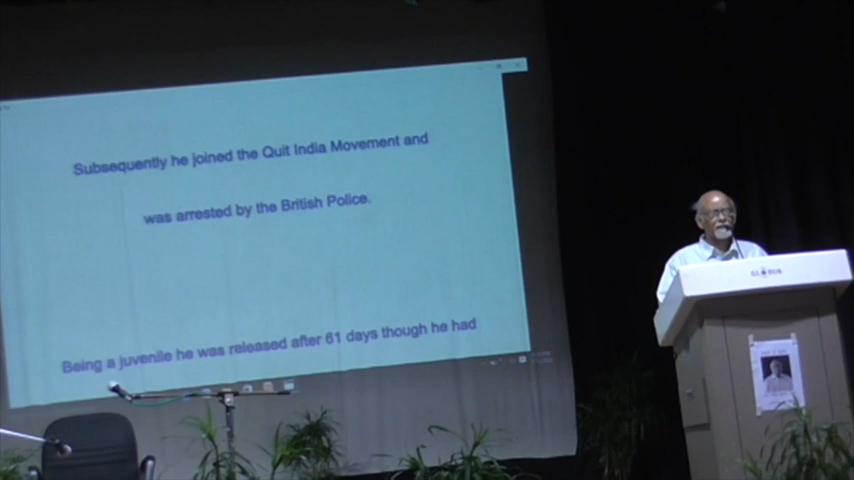 Subsequently he joined the Quit India Movement and
was arrested by the British Police.
Being a juvenile he was released after 61 days though he had
GLOBUS